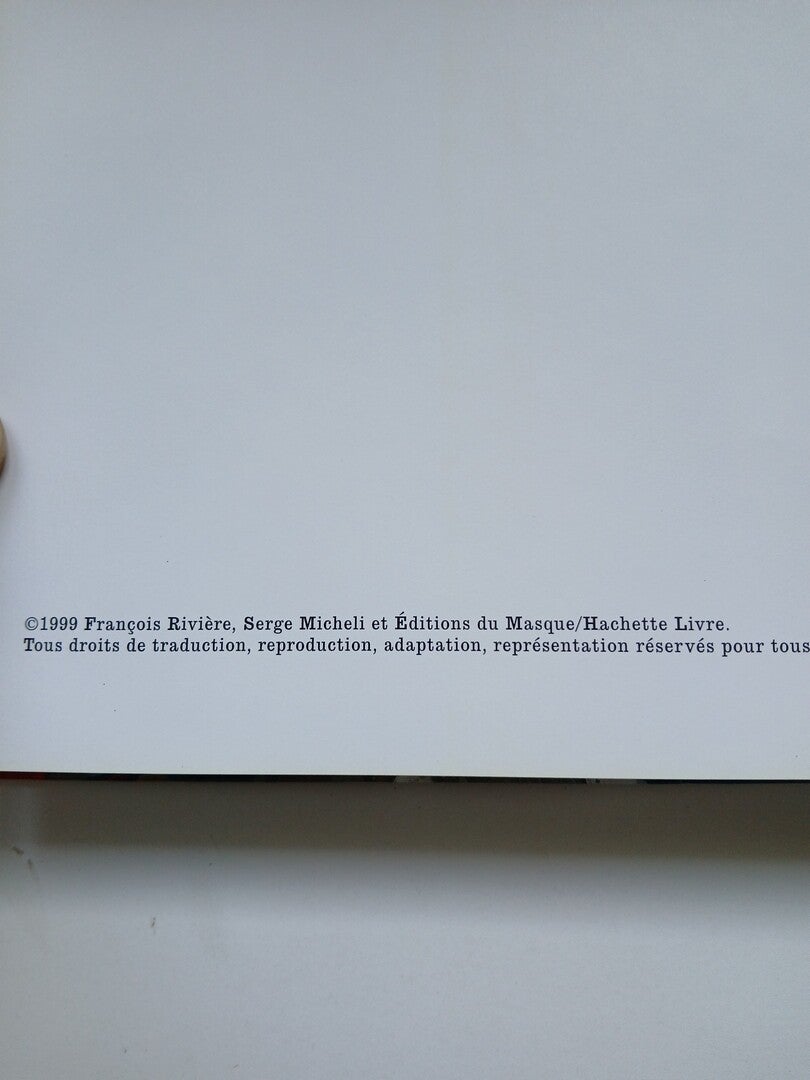 ©1999 François Rivière, Serge Micheli et Éditions du Masque/Hachette Livre.
Tous droits de traduction, reproduction, adaptation, représentation réservés pour tous